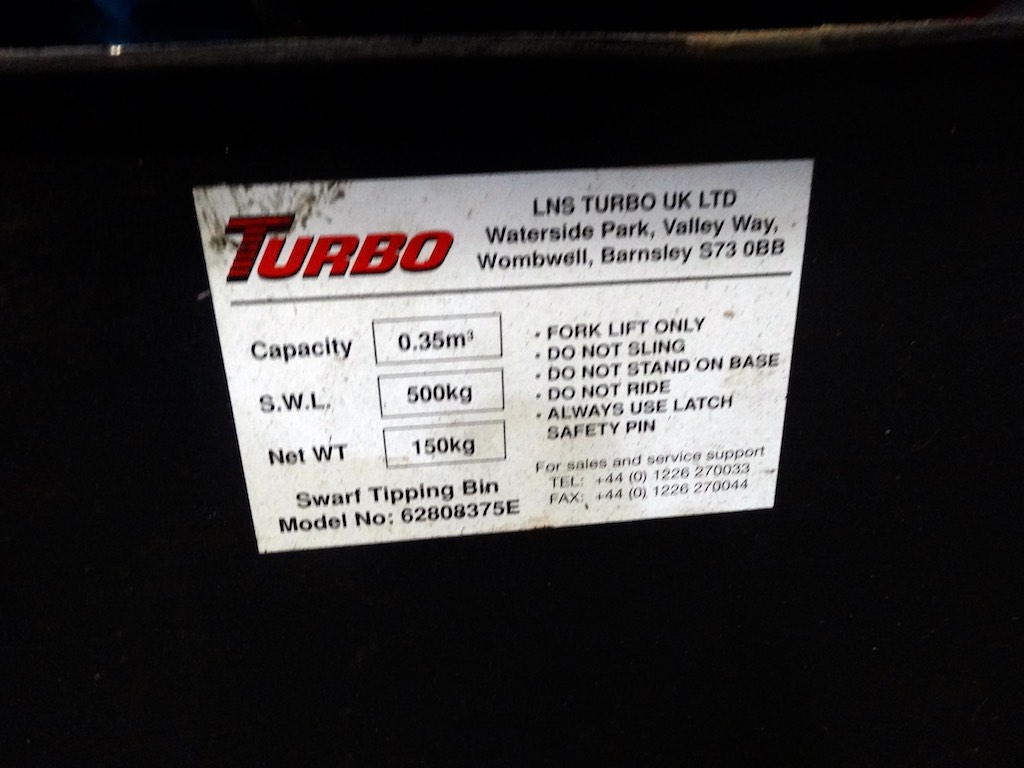 TURBO
LNS TURBO UK LTD
Waterside Park, Valley Way,
Wombwell, Barnsley S73 0BB
Capacity 0.35m³
S.W.L. 500kg
Net WT 150kg
Swarf Tipping Bin
Model No: 62808375E
· FORK LIFT ONLY
· DO NOT SLING
· DO NOT STAND ON BASE
· DO NOT RIDE
· ALWAYS USE LATCH
SAFETY PIN
For sales and service support
TEL: +44 (0) 1226 270033
FAX: +44 (0) 1226 270044